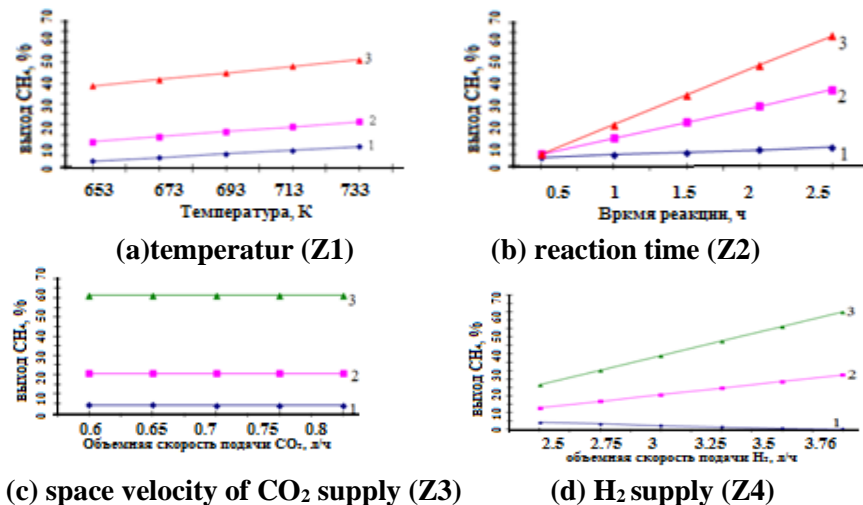 выход CH₄, %
0 10 20 30 40 50 60 70
3
2
1
653 673 693 713 733
Температура, К
(a)temperatur (Z1)
выход CH₄, %
0 10 20 30 40 50 60 70
3
2
1
0.5 1 1.5 2 2.5
Вркмя реакции, ч
(b) reaction time (Z2)
выход CH₄, %
0 10 20 30 40 50 60 70
3
2
1
0.6 0.65 0.7 0.75 0.8
Объемная скорость подачи CO₂, л/ч
(c) space velocity of CO₂ supply (Z3)
выход CH₄, %
0 10 20 30 40 50 60 70
3
2
1
2.5 2.75 3 3.25 3.5 3.76
объемная скорость подачи H₂, л/ч
(d) H₂ supply (Z4)